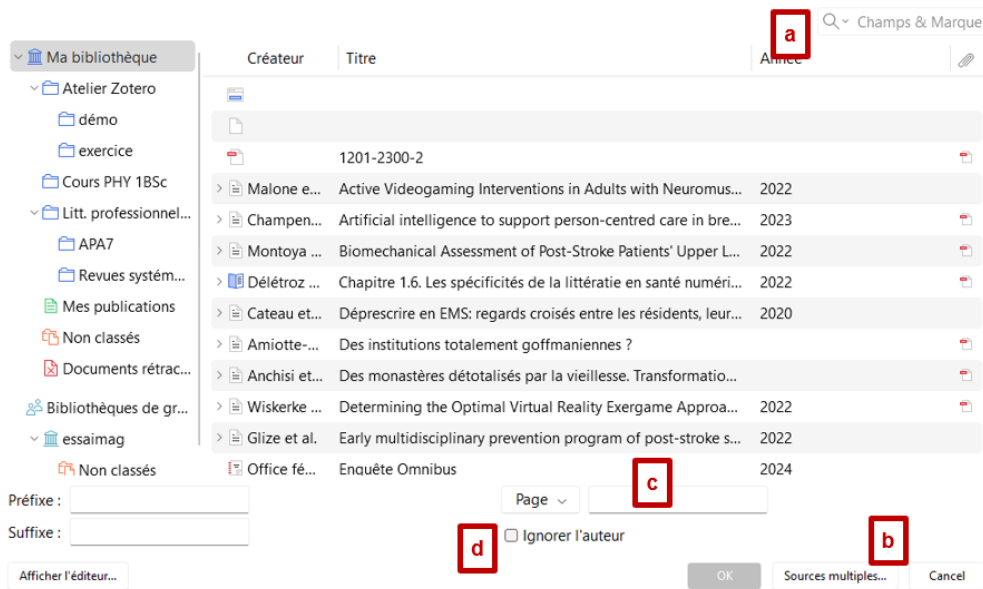 a
Champs & Marque
Ma bibliothèque
Créateur Titre Année
Atelier Zotero
démo
exercice
1201-2300-2
Cours PHY 1BSc
Malone e... Active Videogaming Interventions in Adults with Neuromus... 2022
Litt. professionnel...
Champen... Artificial intelligence to support person-centred care in bre... 2023
APA7
Montoya ... Biomechanical Assessment of Post-Stroke Patients' Upper L... 2022
Revues systém...
Délétroz ... Chapitre 1.6. Les spécificités de la littératie en santé numéri... 2022
Mes publications
Cateau et... Déprescrire en EMS: regards croisés entre les résidents, leur... 2020
Non classés
Amiotte-... Des institutions totalement goffmaniennes ?
Documents rétrac...
Anchisi et... Des monastères détotalisés par la vieillesse. Transformatio...
Bibliothèques de gr...
Wiskerke ... Determining the Optimal Virtual Reality Exergame Approa... 2022
essaimag
Glize et al. Early multidisciplinary prevention program of post-stroke s... 2022
Non classés
Office fé... Enquête Omnibus 2024
c
Préfixe :
Page
Suffixe :
d
Ignorer l'auteur
b
Afficher l'éditeur...
OK
Sources multiples...
Cancel